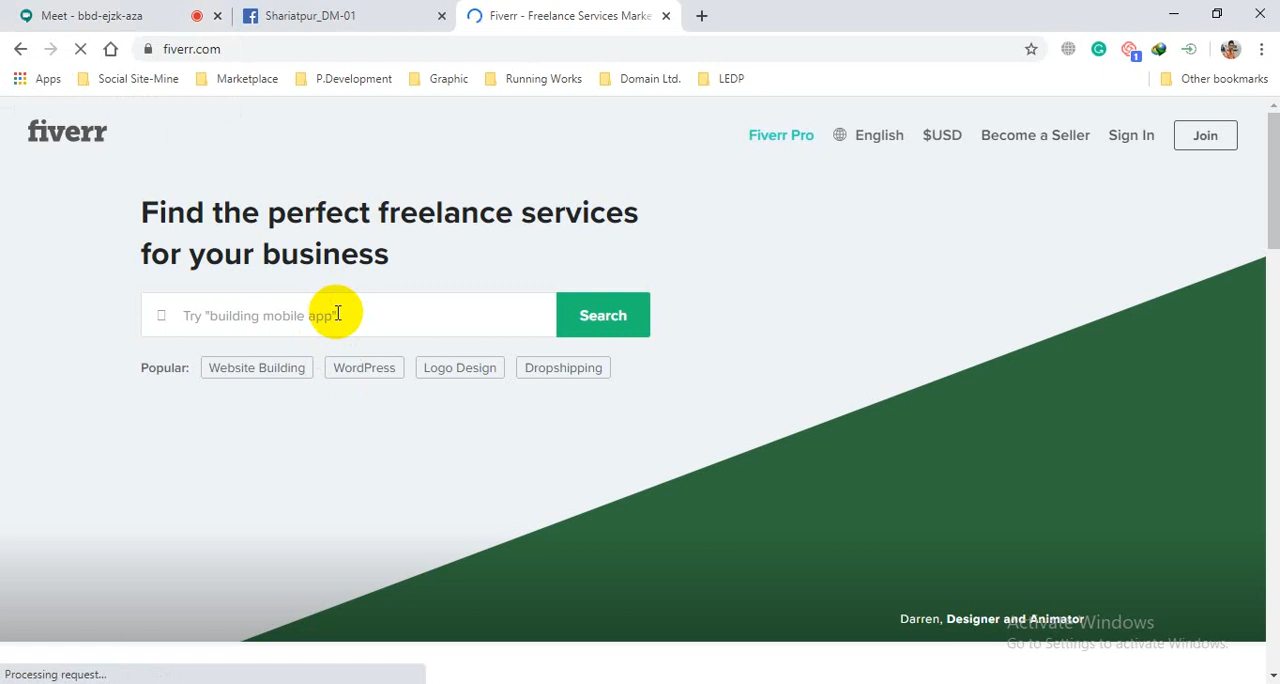 Meet - bbd-ejzk-aza
Shariatpur_DM-01
Fiverr - Freelance Services Marke
fiverr.com
1
Apps
Social Site-Mine
Marketplace
P.Development
Graphic
Running Works
Domain Ltd.
LEDP
Other bookmarks
fiverr
Fiverr Pro
English
$USD
Become a Seller
Sign In
Join
Find the perfect freelance services
for your business
Try "building mobile app"
Search
Popular:
Website Building
WordPress
Logo Design
Dropshipping
Darren, Designer and Animator
Activate Windows
Go to Settings to activate Windows.
Processing request...